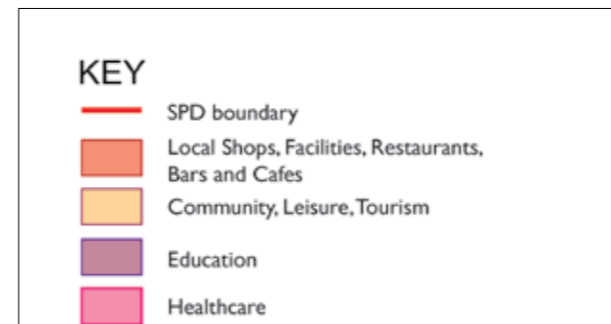 KEY
SPD boundary
Local Shops, Facilities, Restaurants,
Bars and Cafes
Community, Leisure, Tourism
Education
Healthcare